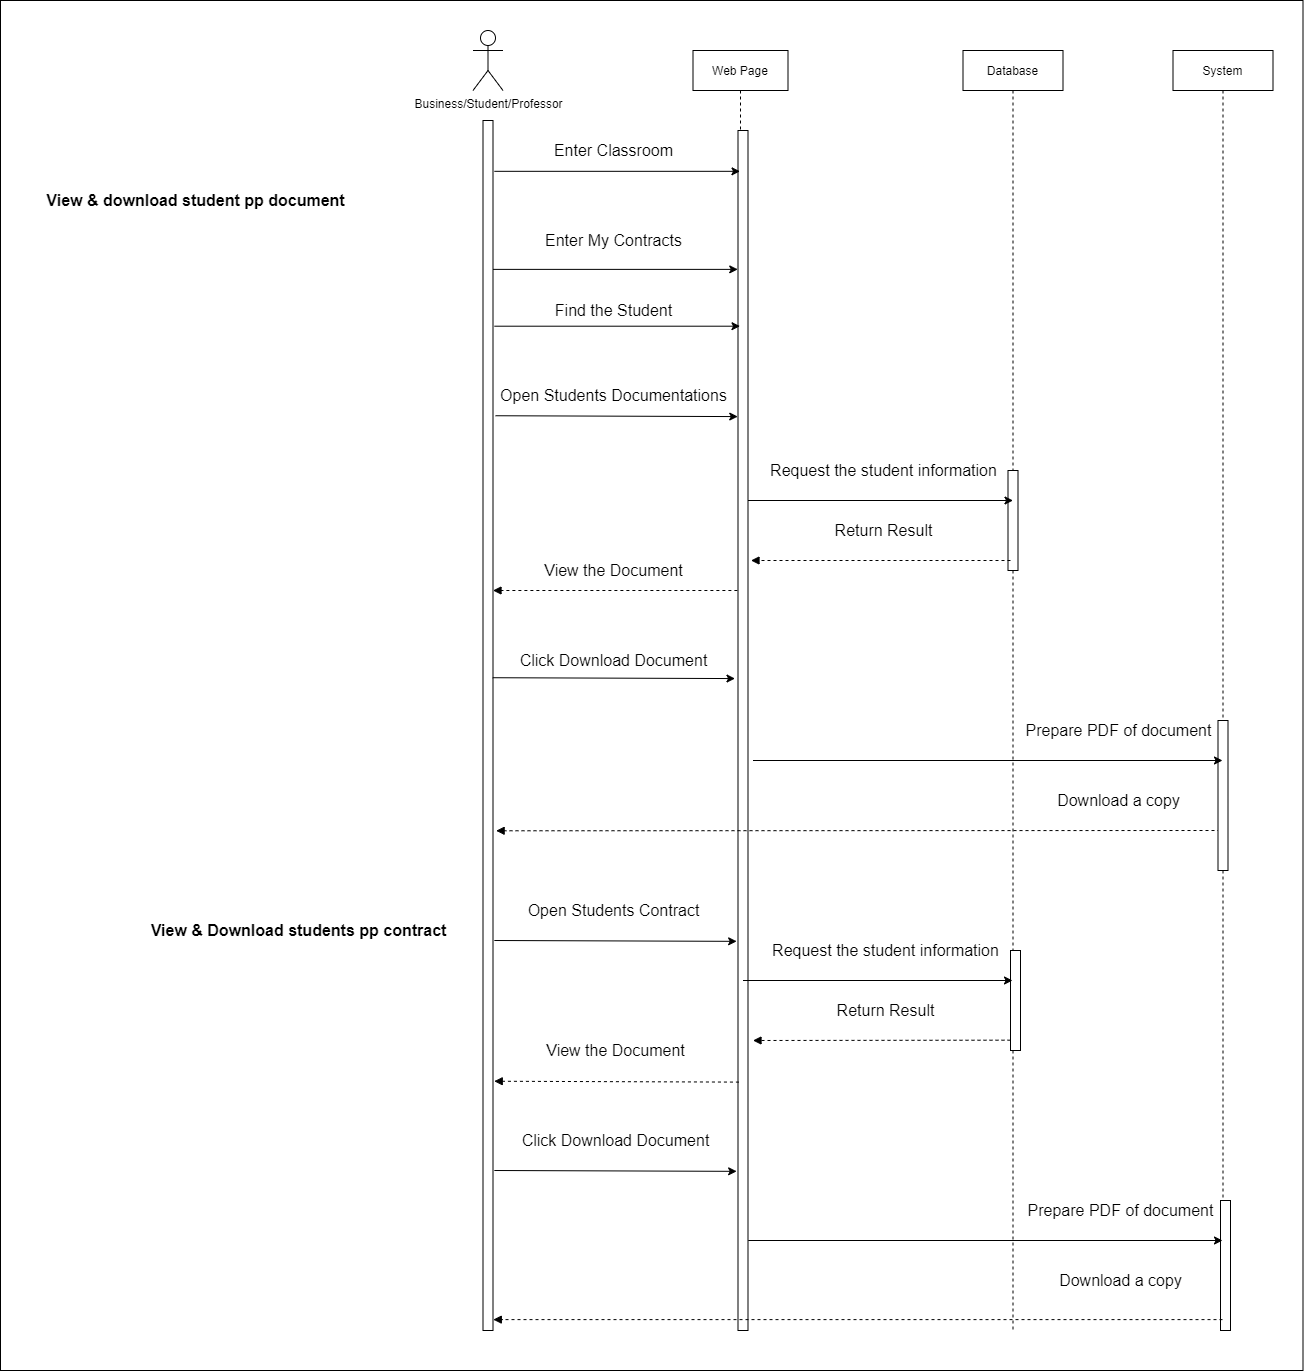 Business/Student/Professor
Web Page
Database
System
Enter Classroom
View & download student pp document
Enter My Contracts
Find the Student
Open Students Documentations
Request the student information
Return Result
View the Document
Click Download Document
Prepare PDF of document
Download a copy
Open Students Contract
View & Download students pp contract
Request the student information
Return Result
View the Document
Click Download Document
Prepare PDF of document
Download a copy